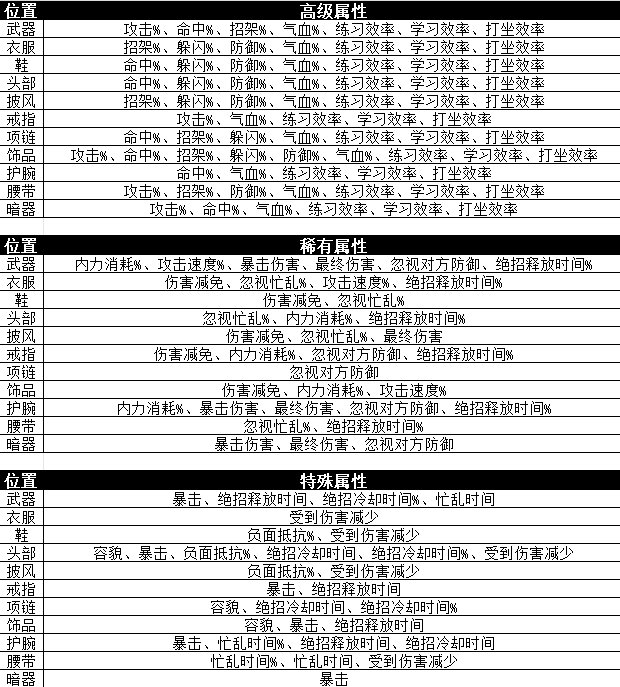 位置 高级属性
武器 攻击%、命中%、招架%、气血%、练习效率、学习效率、打坐效率
衣服 招架%、躲闪%、防御%、气血%、练习效率、学习效率、打坐效率
鞋 命中%、躲闪%、防御%、气血%、练习效率、学习效率、打坐效率
头部 命中%、躲闪%、防御%、气血%、练习效率、学习效率、打坐效率
披风 招架%、躲闪%、防御%、气血%、练习效率、学习效率、打坐效率
戒指 攻击%、气血%、练习效率、学习效率、打坐效率
项链 命中%、招架%、躲闪%、气血%、练习效率、学习效率、打坐效率
饰品 攻击%、命中%、招架%、躲闪%、防御%、气血%、练习效率、学习效率、打坐效率
护腕 命中%、气血%、练习效率、学习效率、打坐效率
腰带 攻击%、招架%、防御%、气血%、练习效率、学习效率、打坐效率
暗器 攻击%、命中%、气血%、练习效率、学习效率、打坐效率
位置 稀有属性
武器 内力消耗%、攻击速度%、暴击伤害、最终伤害、忽视对方防御、绝招释放时间%
衣服 伤害减免、忽视忙乱%、攻击速度%、绝招释放时间%
鞋 伤害减免、忽视忙乱%
头部 忽视忙乱%、内力消耗%、绝招释放时间%
披风 伤害减免、忽视忙乱%、最终伤害
戒指 伤害减免、内力消耗%、忽视对方防御、绝招释放时间%
项链 忽视对方防御
饰品 伤害减免、内力消耗%、攻击速度%
护腕 内力消耗%、暴击伤害、最终伤害、忽视对方防御、绝招释放时间%
腰带 忽视忙乱%、绝招释放时间%
暗器 暴击伤害、最终伤害、忽视对方防御
位置 特殊属性
武器 暴击、绝招释放时间、绝招冷却时间%、忙乱时间
衣服 受到伤害减少
鞋 负面抵抗%、受到伤害减少
头部 容貌、暴击、负面抵抗%、绝招冷却时间、绝招冷却时间%、受到伤害减少
披风 负面抵抗%、受到伤害减少
戒指 暴击、绝招释放时间
项链 容貌、绝招冷却时间、绝招冷却时间%
饰品 容貌、暴击、绝招释放时间
护腕 暴击、忙乱时间%、绝招释放时间、绝招冷却时间
腰带 忙乱时间%、忙乱时间、受到伤害减少
暗器 暴击